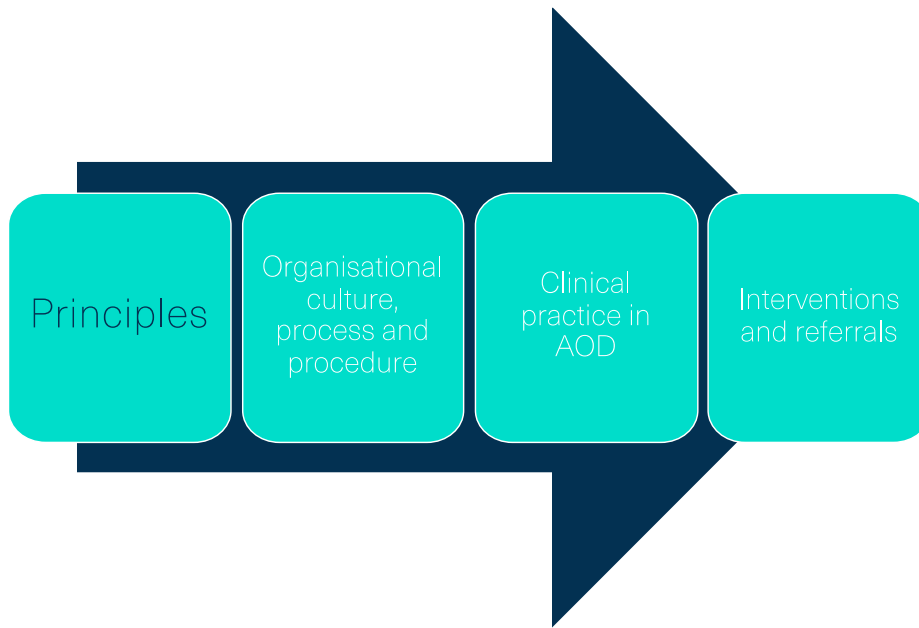 Principles
Organisational
culture,
process and
procedure
Clinical
practice in
AOD
Interventions
and referrals